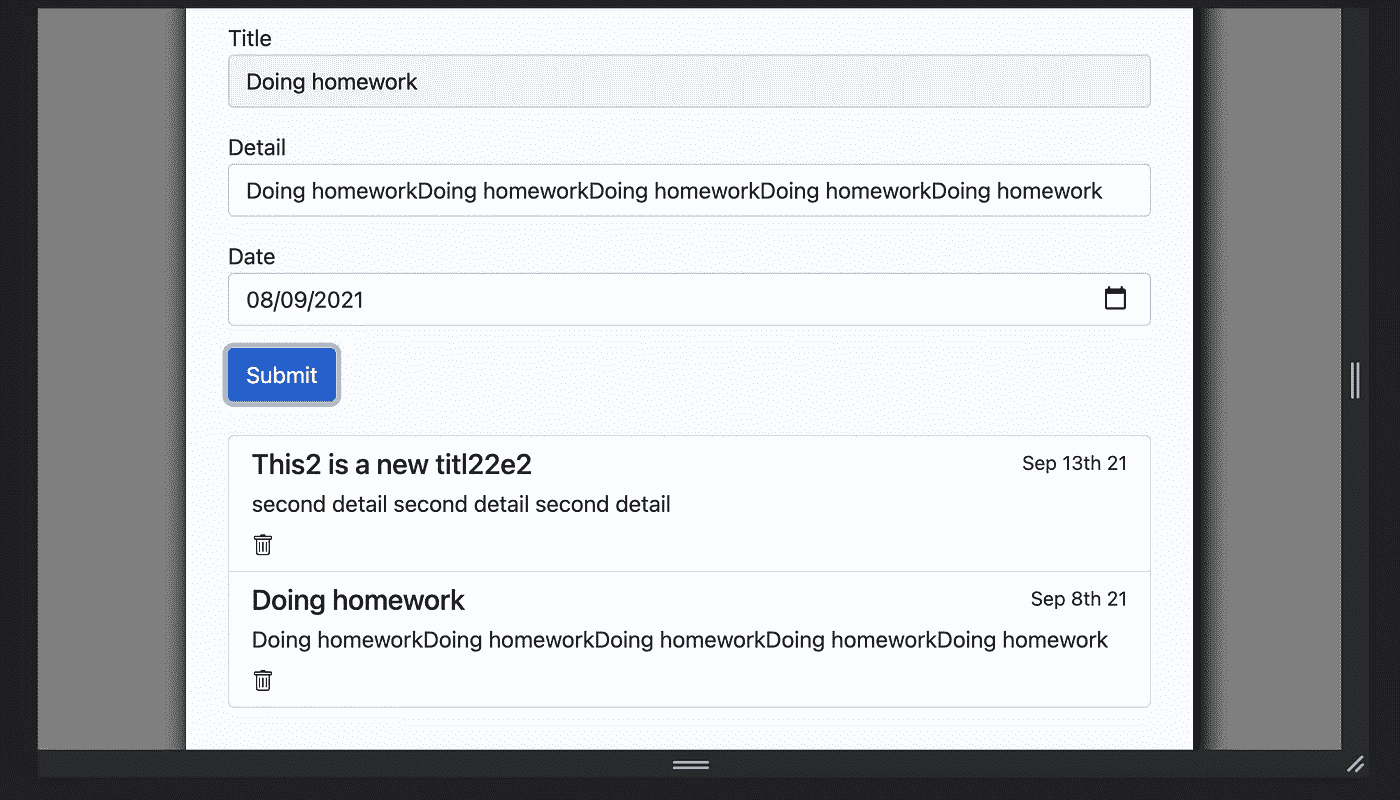 Title
Doing homework
Detail
Doing homeworkDoing homeworkDoing homeworkDoing homeworkDoing homework
Date
08/09/2021
Submit
This2 is a new titl22e2
Sep 13th 21
second detail second detail second detail
Doing homework
Sep 8th 21
Doing homeworkDoing homeworkDoing homeworkDoing homeworkDoing homework